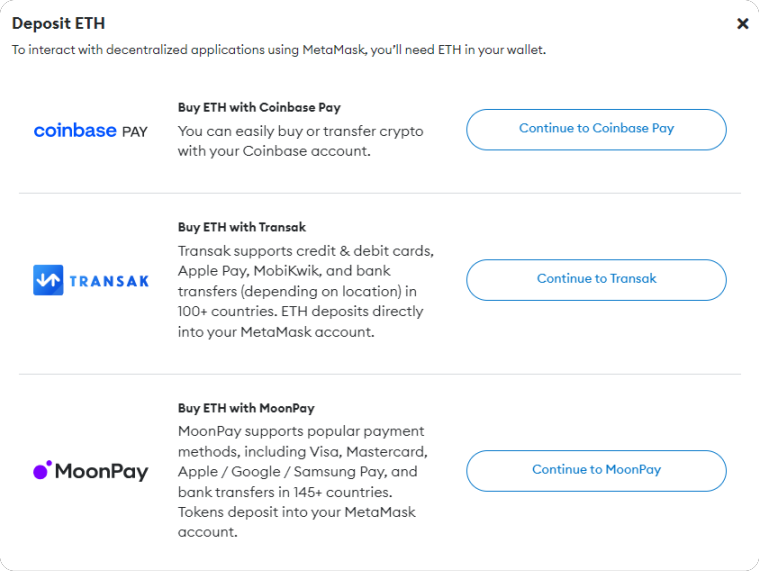 Deposit ETH
To interact with decentralized applications using MetaMask, you’ll need ETH in your wallet.
coinbase PAY
Buy ETH with Coinbase Pay
You can easily buy or transfer crypto
with your Coinbase account.
Continue to Coinbase Pay
TRANSAK
Buy ETH with Transak
Transak supports credit & debit cards,
Apple Pay, MobiKwik, and bank
transfers (depending on location) in
100+ countries. ETH deposits directly
into your MetaMask account.
Continue to Transak
MoonPay
Buy ETH with MoonPay
MoonPay supports popular payment
methods, including Visa, Mastercard,
Apple / Google / Samsung Pay, and
bank transfers in 145+ countries.
Tokens deposit into your MetaMask
account.
Continue to MoonPay